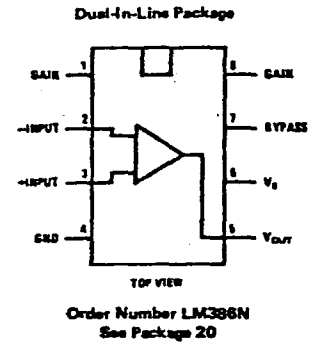 Dual-In-Line Package
1 8
GAIN GAIN
2 7
–INPUT BYPASS
3 6
+INPUT VS
4 5
GND VOUT
TOP VIEW
Order Number LM386N
See Package 20